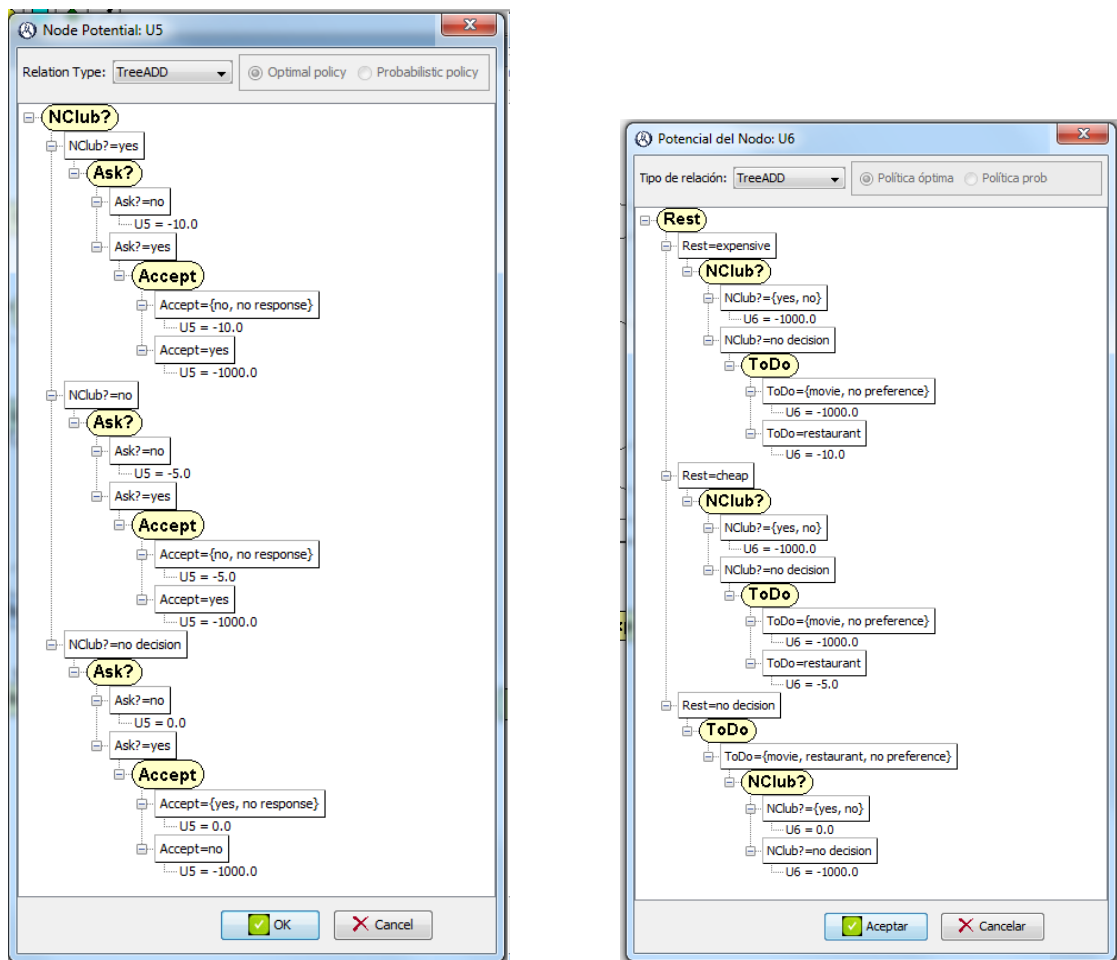 Node Potential: U5
Relation Type: TreeADD Optimal policy Probabilistic policy
NClub?
NClub?=yes
Ask?
Ask?=no
U5 = -10.0
Ask?=yes
Accept
Accept={no, no response}
U5 = -10.0
Accept=yes
U5 = -1000.0
NClub?=no
Ask?
Ask?=no
U5 = -5.0
Ask?=yes
Accept
Accept={no, no response}
U5 = -5.0
Accept=yes
U5 = -1000.0
NClub?=no decision
Ask?
Ask?=no
U5 = 0.0
Ask?=yes
Accept
Accept={yes, no response}
U5 = 0.0
Accept=no
U5 = -1000.0
OK Cancel
Potencial del Nodo: U6
Tipo de relación: TreeADD Política óptima Política prob
Rest
Rest=expensive
NClub?
NClub?={yes, no}
U6 = -1000.0
NClub?=no decision
ToDo
ToDo={movie, no preference}
U6 = -1000.0
ToDo=restaurant
U6 = -10.0
Rest=cheap
NClub?
NClub?={yes, no}
U6 = -1000.0
NClub?=no decision
ToDo
ToDo={movie, no preference}
U6 = -1000.0
ToDo=restaurant
U6 = -5.0
Rest=no decision
ToDo
ToDo={movie, restaurant, no preference}
NClub?
NClub?={yes, no}
U6 = 0.0
NClub?=no decision
U6 = -1000.0
Aceptar Cancelar